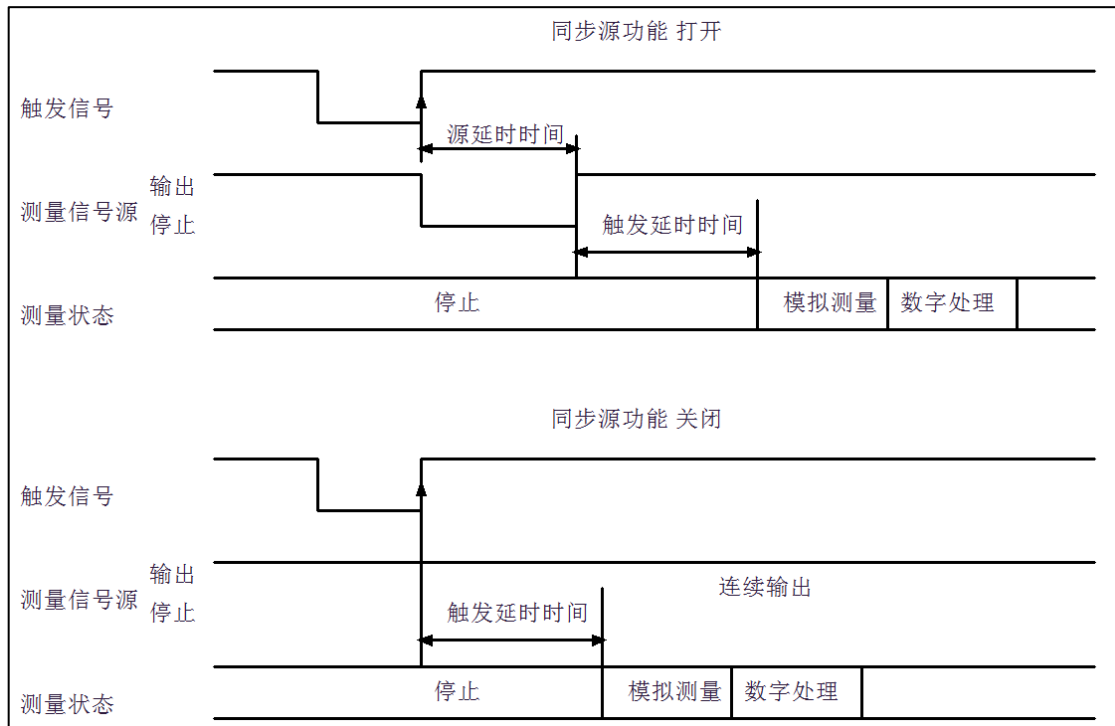 同步源功能 打开
触发信号
源延时时间
测量信号源
输出
停止
触发延时时间
测量状态
停止
模拟测量
数字处理
同步源功能 关闭
触发信号
测量信号源
输出
停止
连续输出
触发延时时间
测量状态
停止
模拟测量
数字处理